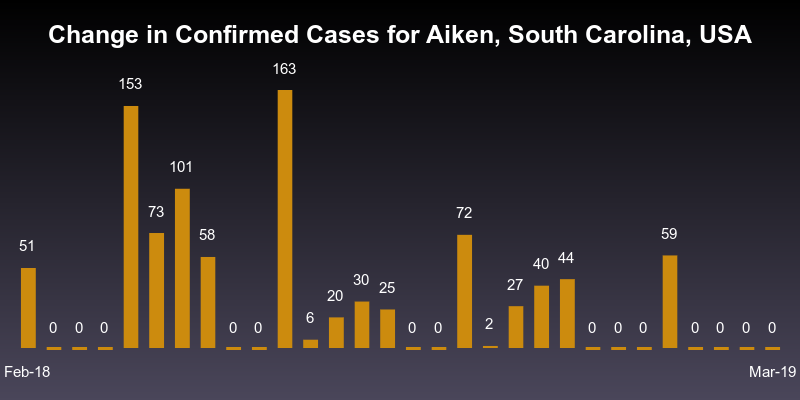 Change in Confirmed Cases for Aiken, South Carolina, USA
51 0 0 0 153 73 101 58 0 0 163 6 20 30 25 0 0 72 2 27 40 44 0 0 0 59 0 0 0 0
Feb-18 Mar-19